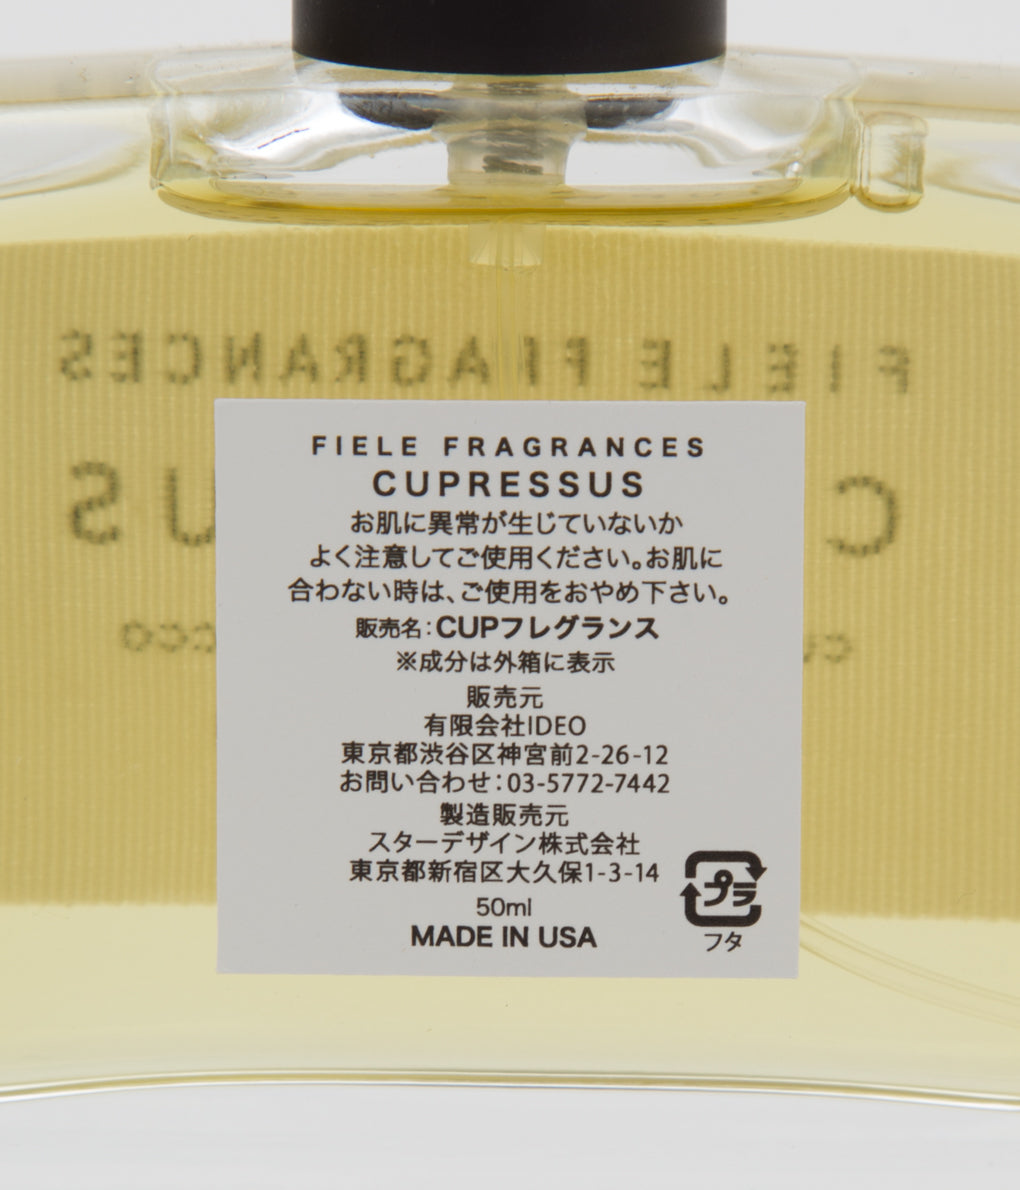 FIELE FRAGRANCES
FIELE FRAGRANCES
CUPRESSUS
お肌に異常が生じていないか
よく注意してご使用ください。お肌に
合わない時は、ご使用をおやめ下さい。
販売名：CUPフレグランス
※成分は外箱に表示
販売元
有限会社IDEO
東京都渋谷区神宮前2-26-12
お問い合わせ：03-5772-7442
製造販売元
スターデザイン株式会社
東京都新宿区大久保1-3-14
50ml
MADE IN USA
プラ
フタ